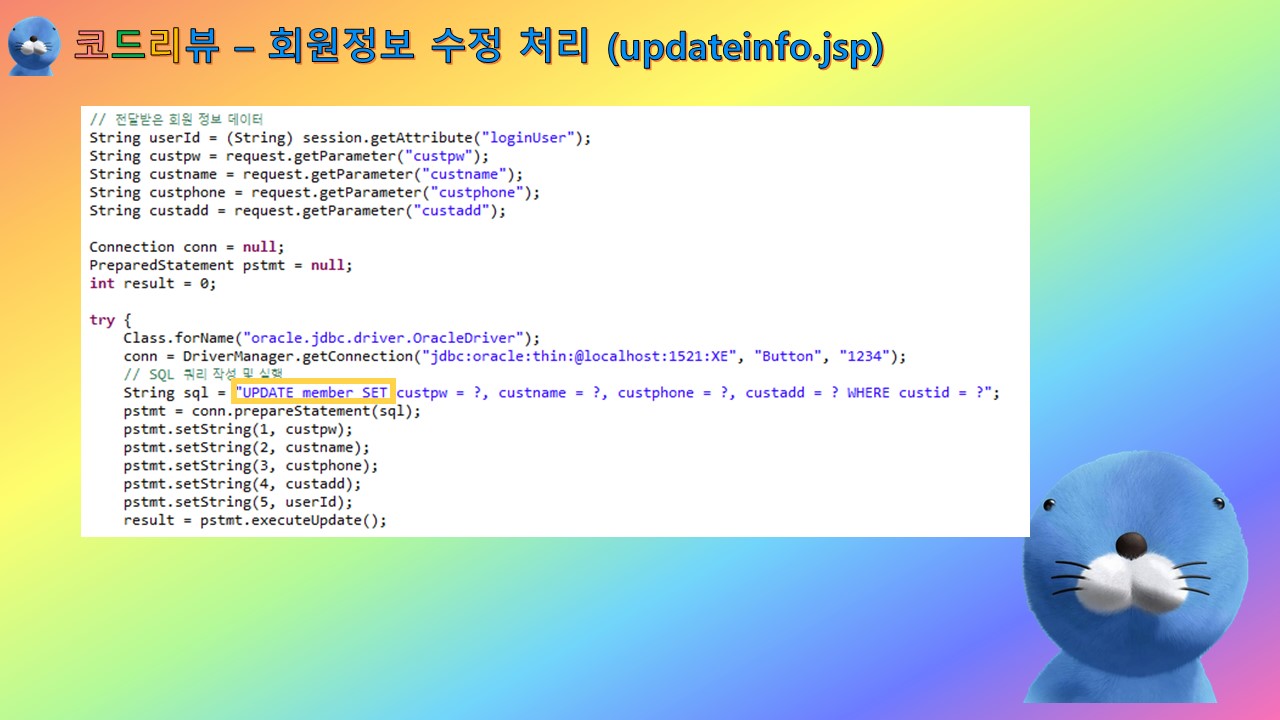 코드리뷰 – 회원정보 수정 처리 (updateinfo.jsp)
// 전달받은 회원 정보 데이터
String userId = (String) session.getAttribute("loginUser");
String custpw = request.getParameter("custpw");
String custname = request.getParameter("custname");
String custphone = request.getParameter("custphone");
String custadd = request.getParameter("custadd");
Connection conn = null;
PreparedStatement pstmt = null;
int result = 0;
try {
Class.forName("oracle.jdbc.driver.OracleDriver");
conn = DriverManager.getConnection("jdbc:oracle:thin:@localhost:1521:XE", "Button", "1234");
// SQL 쿼리 작성 및 실행
String sql = "UPDATE member SET custpw = ?, custname = ?, custphone = ?, custadd = ? WHERE custid = ?";
pstmt = conn.prepareStatement(sql);
pstmt.setString(1, custpw);
pstmt.setString(2, custname);
pstmt.setString(3, custphone);
pstmt.setString(4, custadd);
pstmt.setString(5, userId);
result = pstmt.executeUpdate();